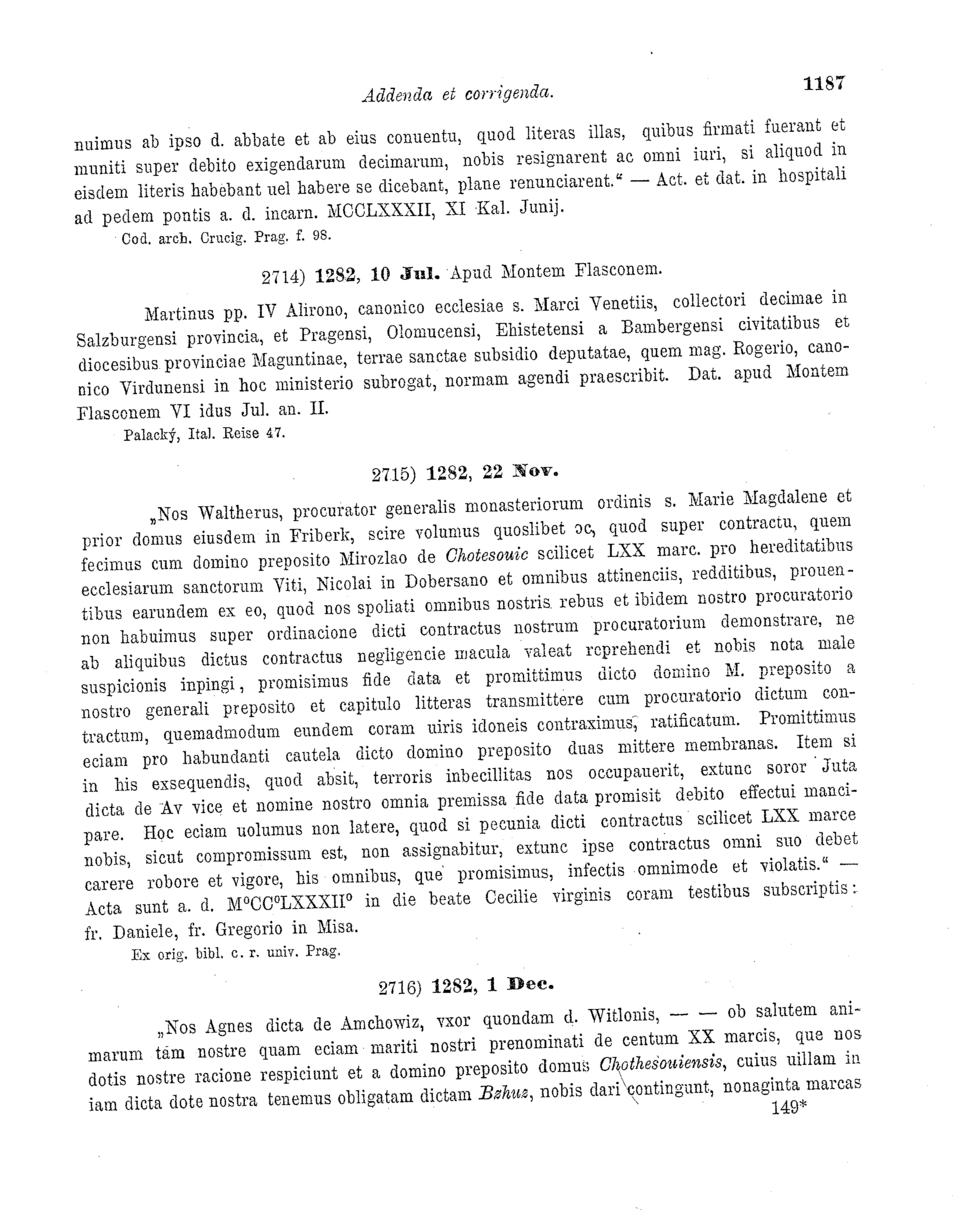 Addenda et corrigenda. 1187
nuimus ab ipso d. abbate et ab eius conuentu, quod literas illas, quibus firmati fuerant et
muniti super debito exigendarum decimarum, nobis resignarent ac omni iuri, si aliquod in
eisdem literis habebant uel habere se dicebant, plane renunciarent.“ — Act. et dat. in hospitali
ad pedem pontis a. d. incarn. MCCLXXXII, XI Kal. Junij.
Cod. arch. Crucig. Prag. f. 98.
2714) 1282, 10 Jul. Apud Montem Flasconem.
Martinus pp. IV Alirono, canonico ecclesiae s. Marci Venetiis, collectori decimae in
Salzburgensi provincia, et Pragensi, Olomucensi, Ehistetensi a Bambergensi civitatibus et
diocesibus provinciae Maguntinae, terrae sanctae subsidio deputatae, quem mag. Rogerio, cano-
nico Virdunensi in hoc ministerio subrogat, normam agendi praescribit. Dat. apud Montem
Flasconem VI idus Jul. an. II.
Palacký, Ital. Reise 47.
2715) 1282, 22 Nov.
„Nos Waltherus, procurator generalis monasteriorum ordinis s. Marie Magdalene et
prior domus eiusdem in Friberk, scire volumus quoslibet ɔc, quod super contractu, quem
fecimus cum domino preposito Mirozlao de Chotesouic scilicet LXX marc. pro hereditatibus
ecclesiarum sanctorum Viti, Nicolai in Dobersano et omnibus attinenciis, redditibus, prouen-
tibus earundem ex eo, quod nos spoliati omnibus nostris rebus et ibidem nostro procuratorio
non habuimus super ordinacione dicti contractus nostrum procuratorium demonstrare, ne
ab aliquibus dictus contractus negligencie macula valeat reprehendi et nobis nota male
suspicionis inpingi, promisimus fide data et promittimus dicto domino M. preposito a
nostro generali preposito et capitulo litteras transmittere cum procuratorio dictum con-
tractum, quemadmodum eundem coram uiris idoneis contraximus, ratificatum. Promittimus
eciam pro habundanti cautela dicto domino preposito duas mittere membranas. Item si
in his exsequendis, quod absit, terroris inbecillitas nos occupauerit, extunc soror Juta
dicta de Av vice et nomine nostro omnia premissa fide data promisit debito effectui manci-
pare. Hoc eciam uolumus non latere, quod si pecunia dicti contractus scilicet LXX marce
nobis, sicut compromissum est, non assignabitur, extunc ipse contractus omni suo debet
carere robore et vigore, his omnibus, que promisimus, infectis omnimode et violatis.“ —
Acta sunt a. d. M⁰CC⁰LXXXII⁰ in die beate Cecilie virginis coram testibus subscriptis:
fr. Daniele, fr. Gregorio in Misa.
Ex orig. bibl. c. r. univ. Prag.
2716) 1282, 1 Dec.
„Nos Agnes dicta de Amchowiz, vxor quondam d. Witlonis, — — ob salutem ani-
marum tam nostre quam eciam mariti nostri prenominati de centum XX marcis, que nos
dotis nostre racione respiciunt et a domino preposito domus Chothesouiensis, cuius uillam in
iam dicta dote nostra tenemus obligatam dictam Bzhuz, nobis dari contingunt, nonaginta marcas
149*